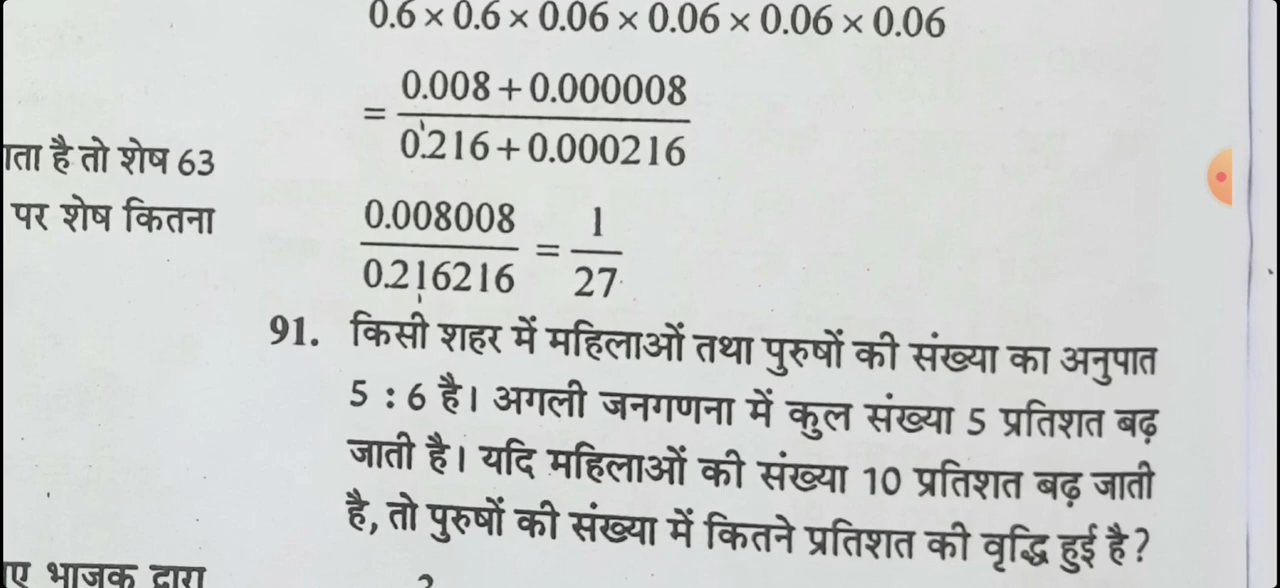 0.6 × 0.6 × 0.06 × 0.06 × 0.06 × 0.06
= 0.008 + 0.000008
0.216 + 0.000216
ता है तो शेष 63
पर शेष कितना
0.008008 = 1
0.216216 27
91. किसी शहर में महिलाओं तथा पुरुषों की संख्या का अनुपात
5 : 6 है। अगली जनगणना में कुल संख्या 5 प्रतिशत बढ़
जाती है। यदि महिलाओं की संख्या 10 प्रतिशत बढ़ जाती
है, तो पुरुषों की संख्या में कितने प्रतिशत की वृद्धि हुई है?
ए भाजक द्वारा